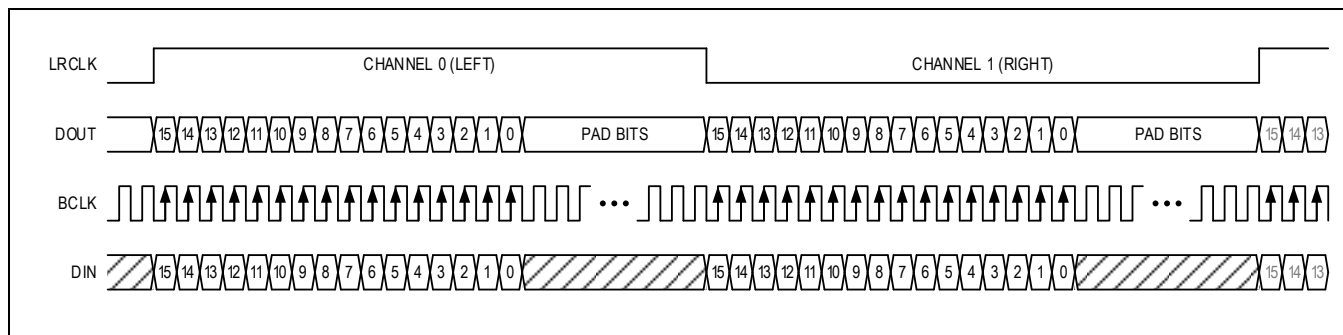 LRCLK CHANNEL 0 (LEFT) CHANNEL 1 (RIGHT)
DOUT 15 14 13 12 11 10 9 8 7 6 5 4 3 2 1 0 PAD BITS 15 14 13 12 11 10 9 8 7 6 5 4 3 2 1 0 PAD BITS 15 14 13
BCLK ••• •••
DIN 15 14 13 12 11 10 9 8 7 6 5 4 3 2 1 0 15 14 13 12 11 10 9 8 7 6 5 4 3 2 1 0 15 14 13